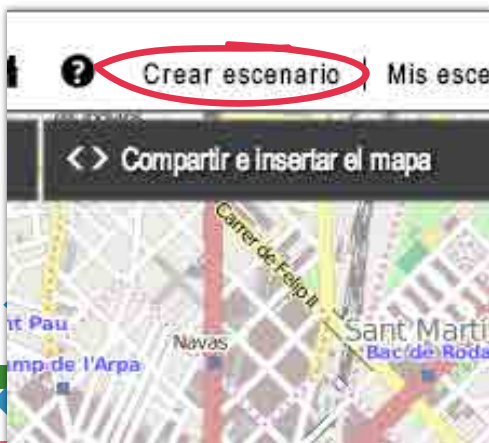 ? Crear escenario | Mis esce
<> Compartir e insertar el mapa
Carrer de Felip II
nt Pau
Navas
Sant Martí
Bac de Roda
amp de l'Arpa